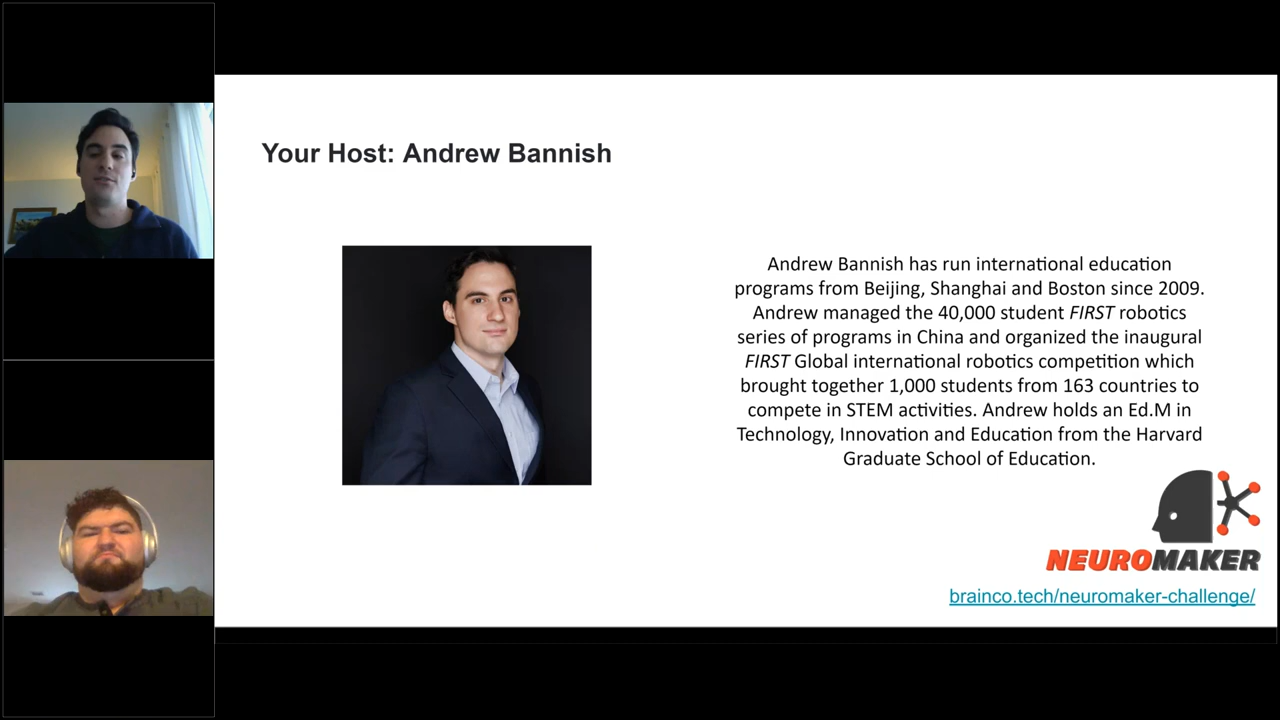 Your Host: Andrew Bannish
Andrew Bannish has run international education
programs from Beijing, Shanghai and Boston since 2009.
Andrew managed the 40,000 student FIRST robotics
series of programs in China and organized the inaugural
FIRST Global international robotics competition which
brought together 1,000 students from 163 countries to
compete in STEM activities. Andrew holds an Ed.M in
Technology, Innovation and Education from the Harvard
Graduate School of Education.
NEUROMAKER
brainco.tech/neuromaker-challenge/